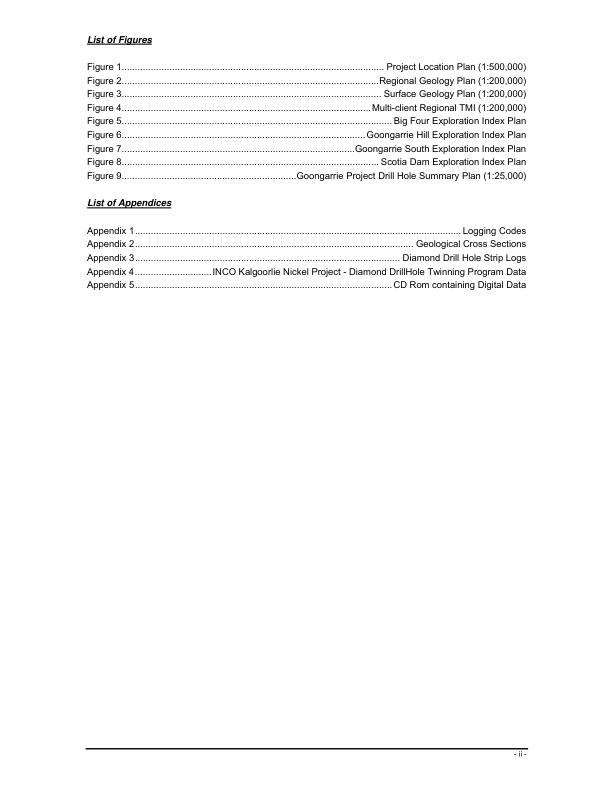 List of Figures
Figure 1.................................................................................................. Project Location Plan (1:500,000)
Figure 2................................................................................................Regional Geology Plan (1:200,000)
Figure 3................................................................................................. Surface Geology Plan (1:200,000)
Figure 4.............................................................................................Multi-client Regional TMI (1:200,000)
Figure 5..................................................................................................... Big Four Exploration Index Plan
Figure 6...........................................................................................Goongarrie Hill Exploration Index Plan
Figure 7.......................................................................................Goongarrie South Exploration Index Plan
Figure 8................................................................................................ Scotia Dam Exploration Index Plan
Figure 9.................................................................Goongarrie Project Drill Hole Summary Plan (1:25,000)
List of Appendices
Appendix 1......................................................................................................................... Logging Codes
Appendix 2....................................................................................................... Geological Cross Sections
Appendix 3.................................................................................................. Diamond Drill Hole Strip Logs
Appendix 4.............................INCO Kalgoorlie Nickel Project - Diamond DrillHole Twinning Program Data
Appendix 5............................................................................................... CD Rom containing Digital Data
- ii -